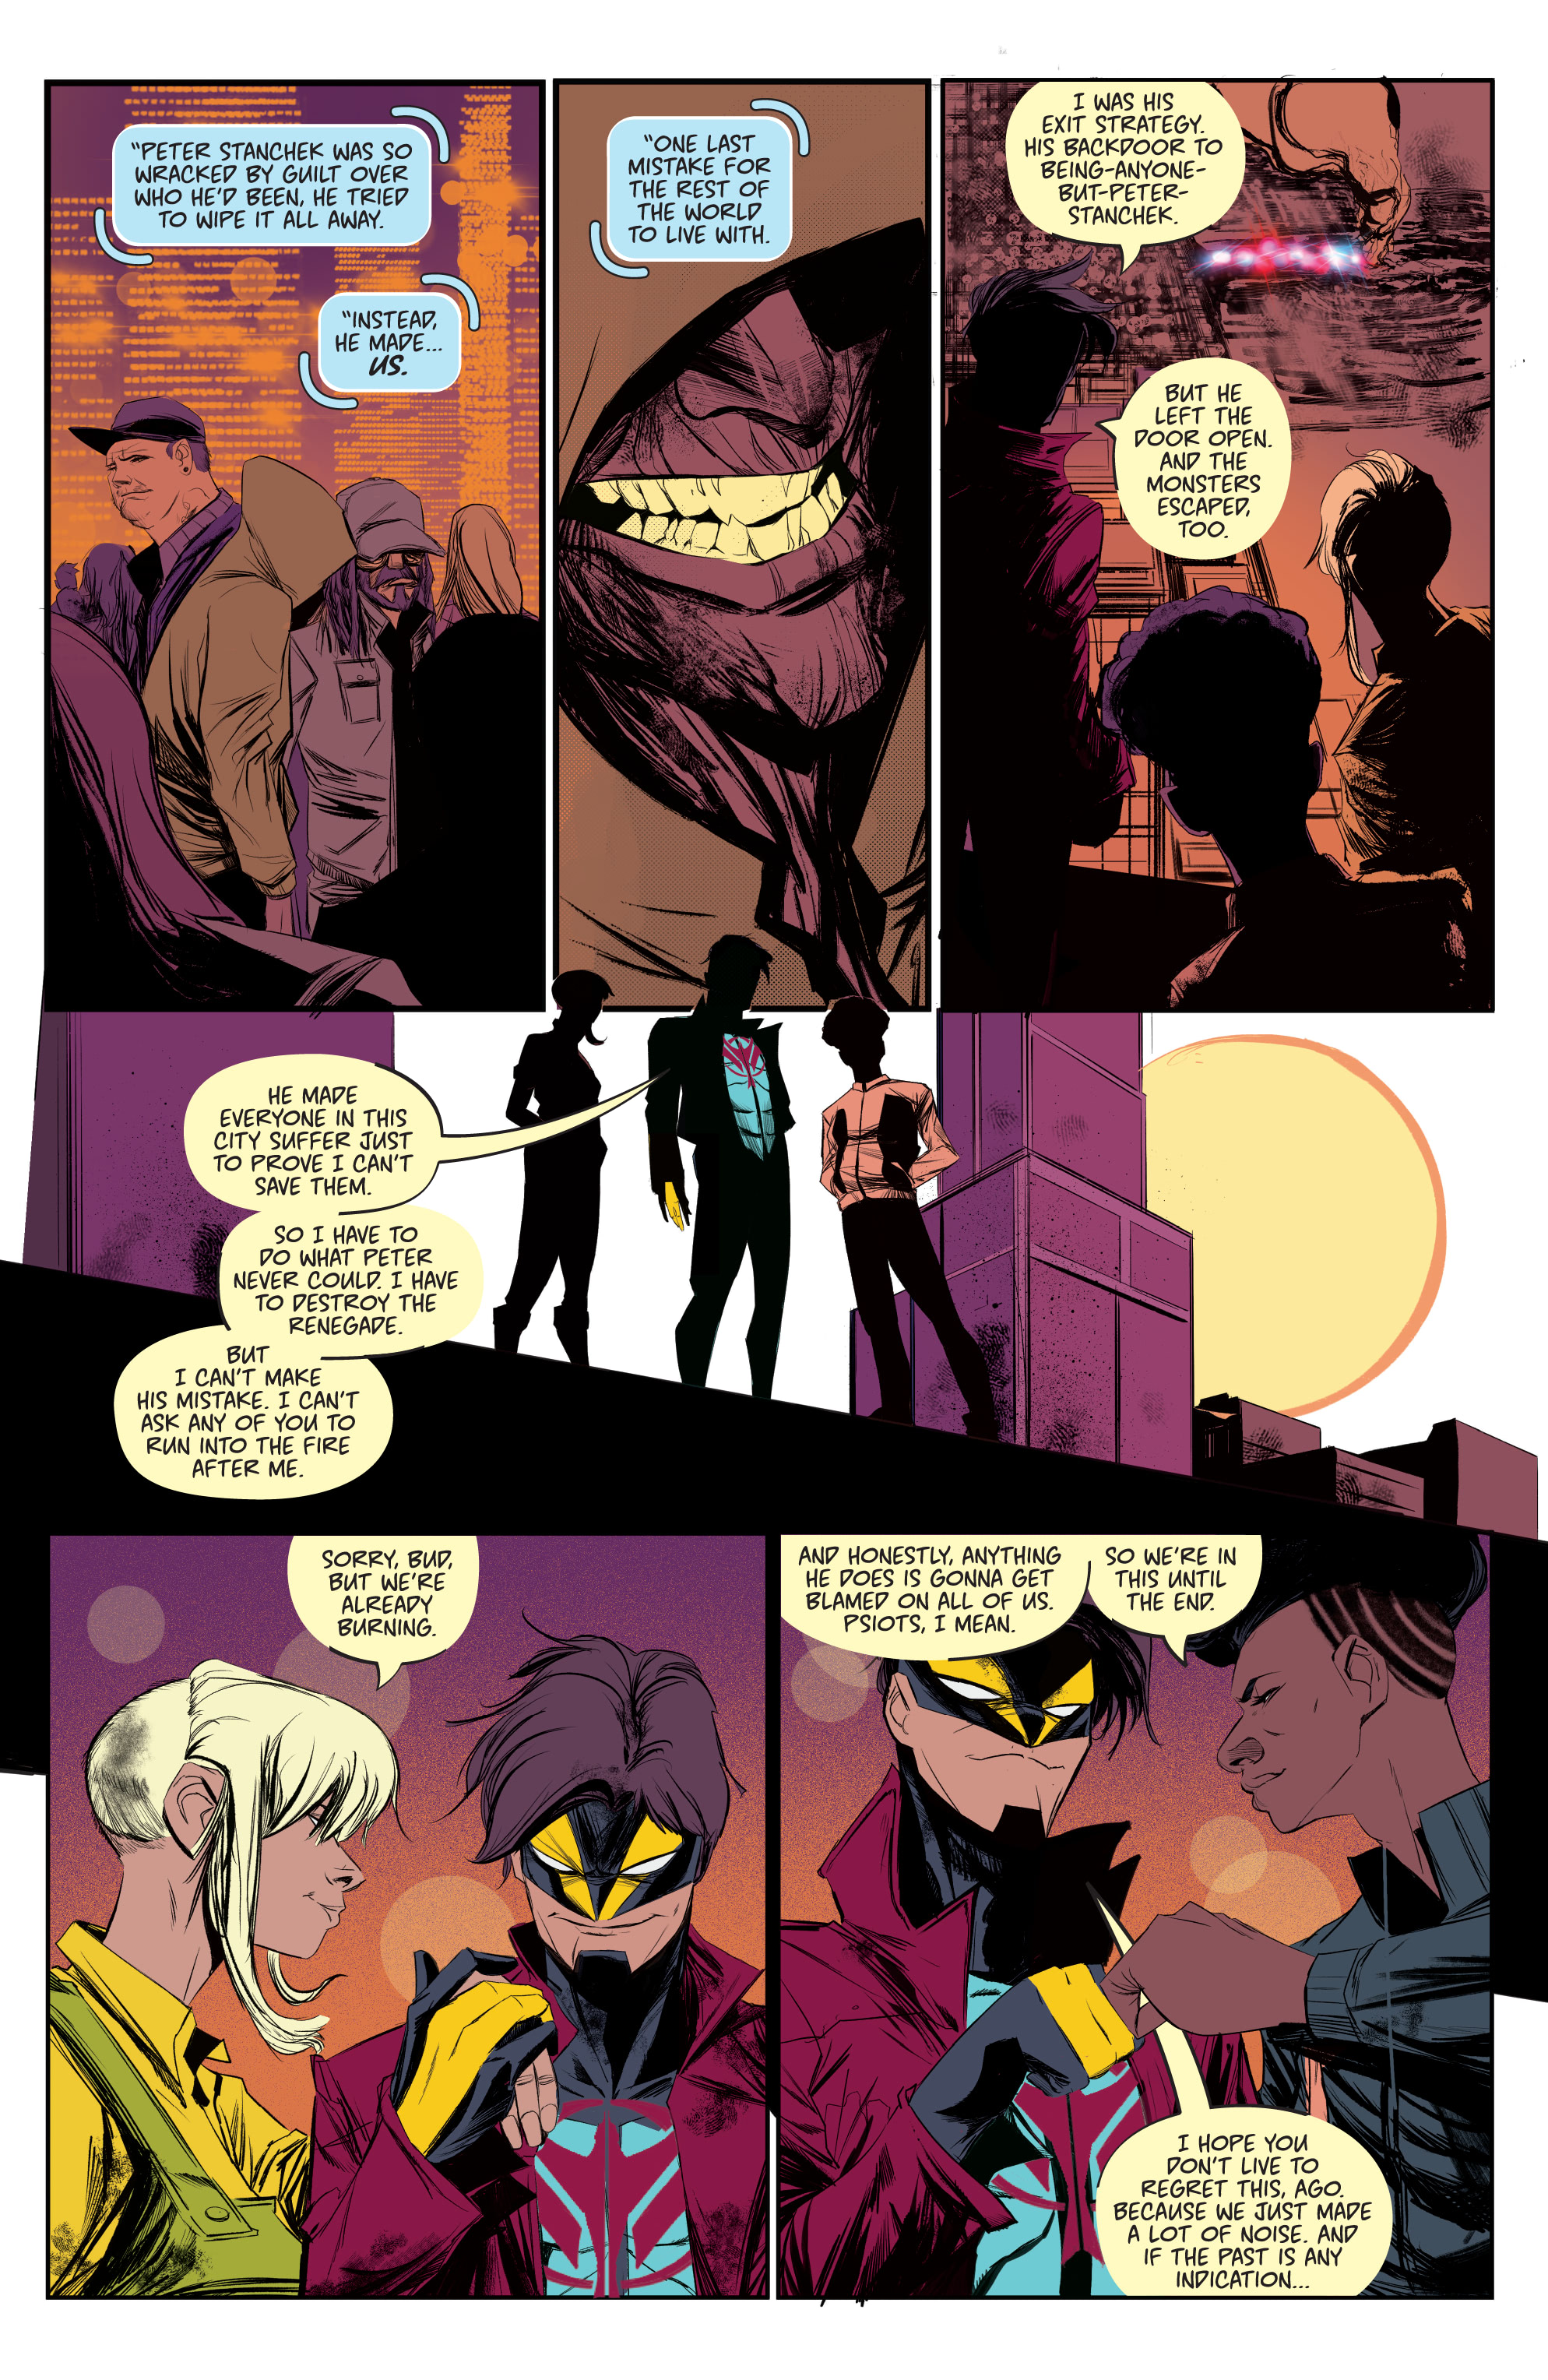 "PETER STANCHEK WAS SO
WRACKED BY GUILT OVER
WHO HE'D BEEN, HE TRIED
TO WIPE IT ALL AWAY.
"INSTEAD,
HE MADE...
US.
"ONE LAST
MISTAKE FOR
THE REST OF
THE WORLD
TO LIVE WITH.
I WAS HIS
EXIT STRATEGY.
HIS BACKDOOR TO
BEING-ANYONE-
BUT-PETER-
STANCHEK.
BUT HE
LEFT THE
DOOR OPEN.
AND THE
MONSTERS
ESCAPED,
TOO.
HE MADE
EVERYONE IN THIS
CITY SUFFER JUST
TO PROVE I CAN'T
SAVE THEM.
SO I HAVE TO
DO WHAT PETER
NEVER COULD. I HAVE
TO DESTROY THE
RENEGADE.
BUT
I CAN'T MAKE
HIS MISTAKE. I CAN'T
ASK ANY OF YOU TO
RUN INTO THE FIRE
AFTER ME.
SORRY, BUD,
BUT WE'RE
ALREADY
BURNING.
AND HONESTLY, ANYTHING
HE DOES IS GONNA GET
BLAMED ON ALL OF US.
PSIOTS, I MEAN.
SO WE'RE IN
THIS UNTIL
THE END.
I HOPE YOU
DON'T LIVE TO
REGRET THIS, AGO.
BECAUSE WE JUST MADE
A LOT OF NOISE. AND
IF THE PAST IS ANY
INDICATION...